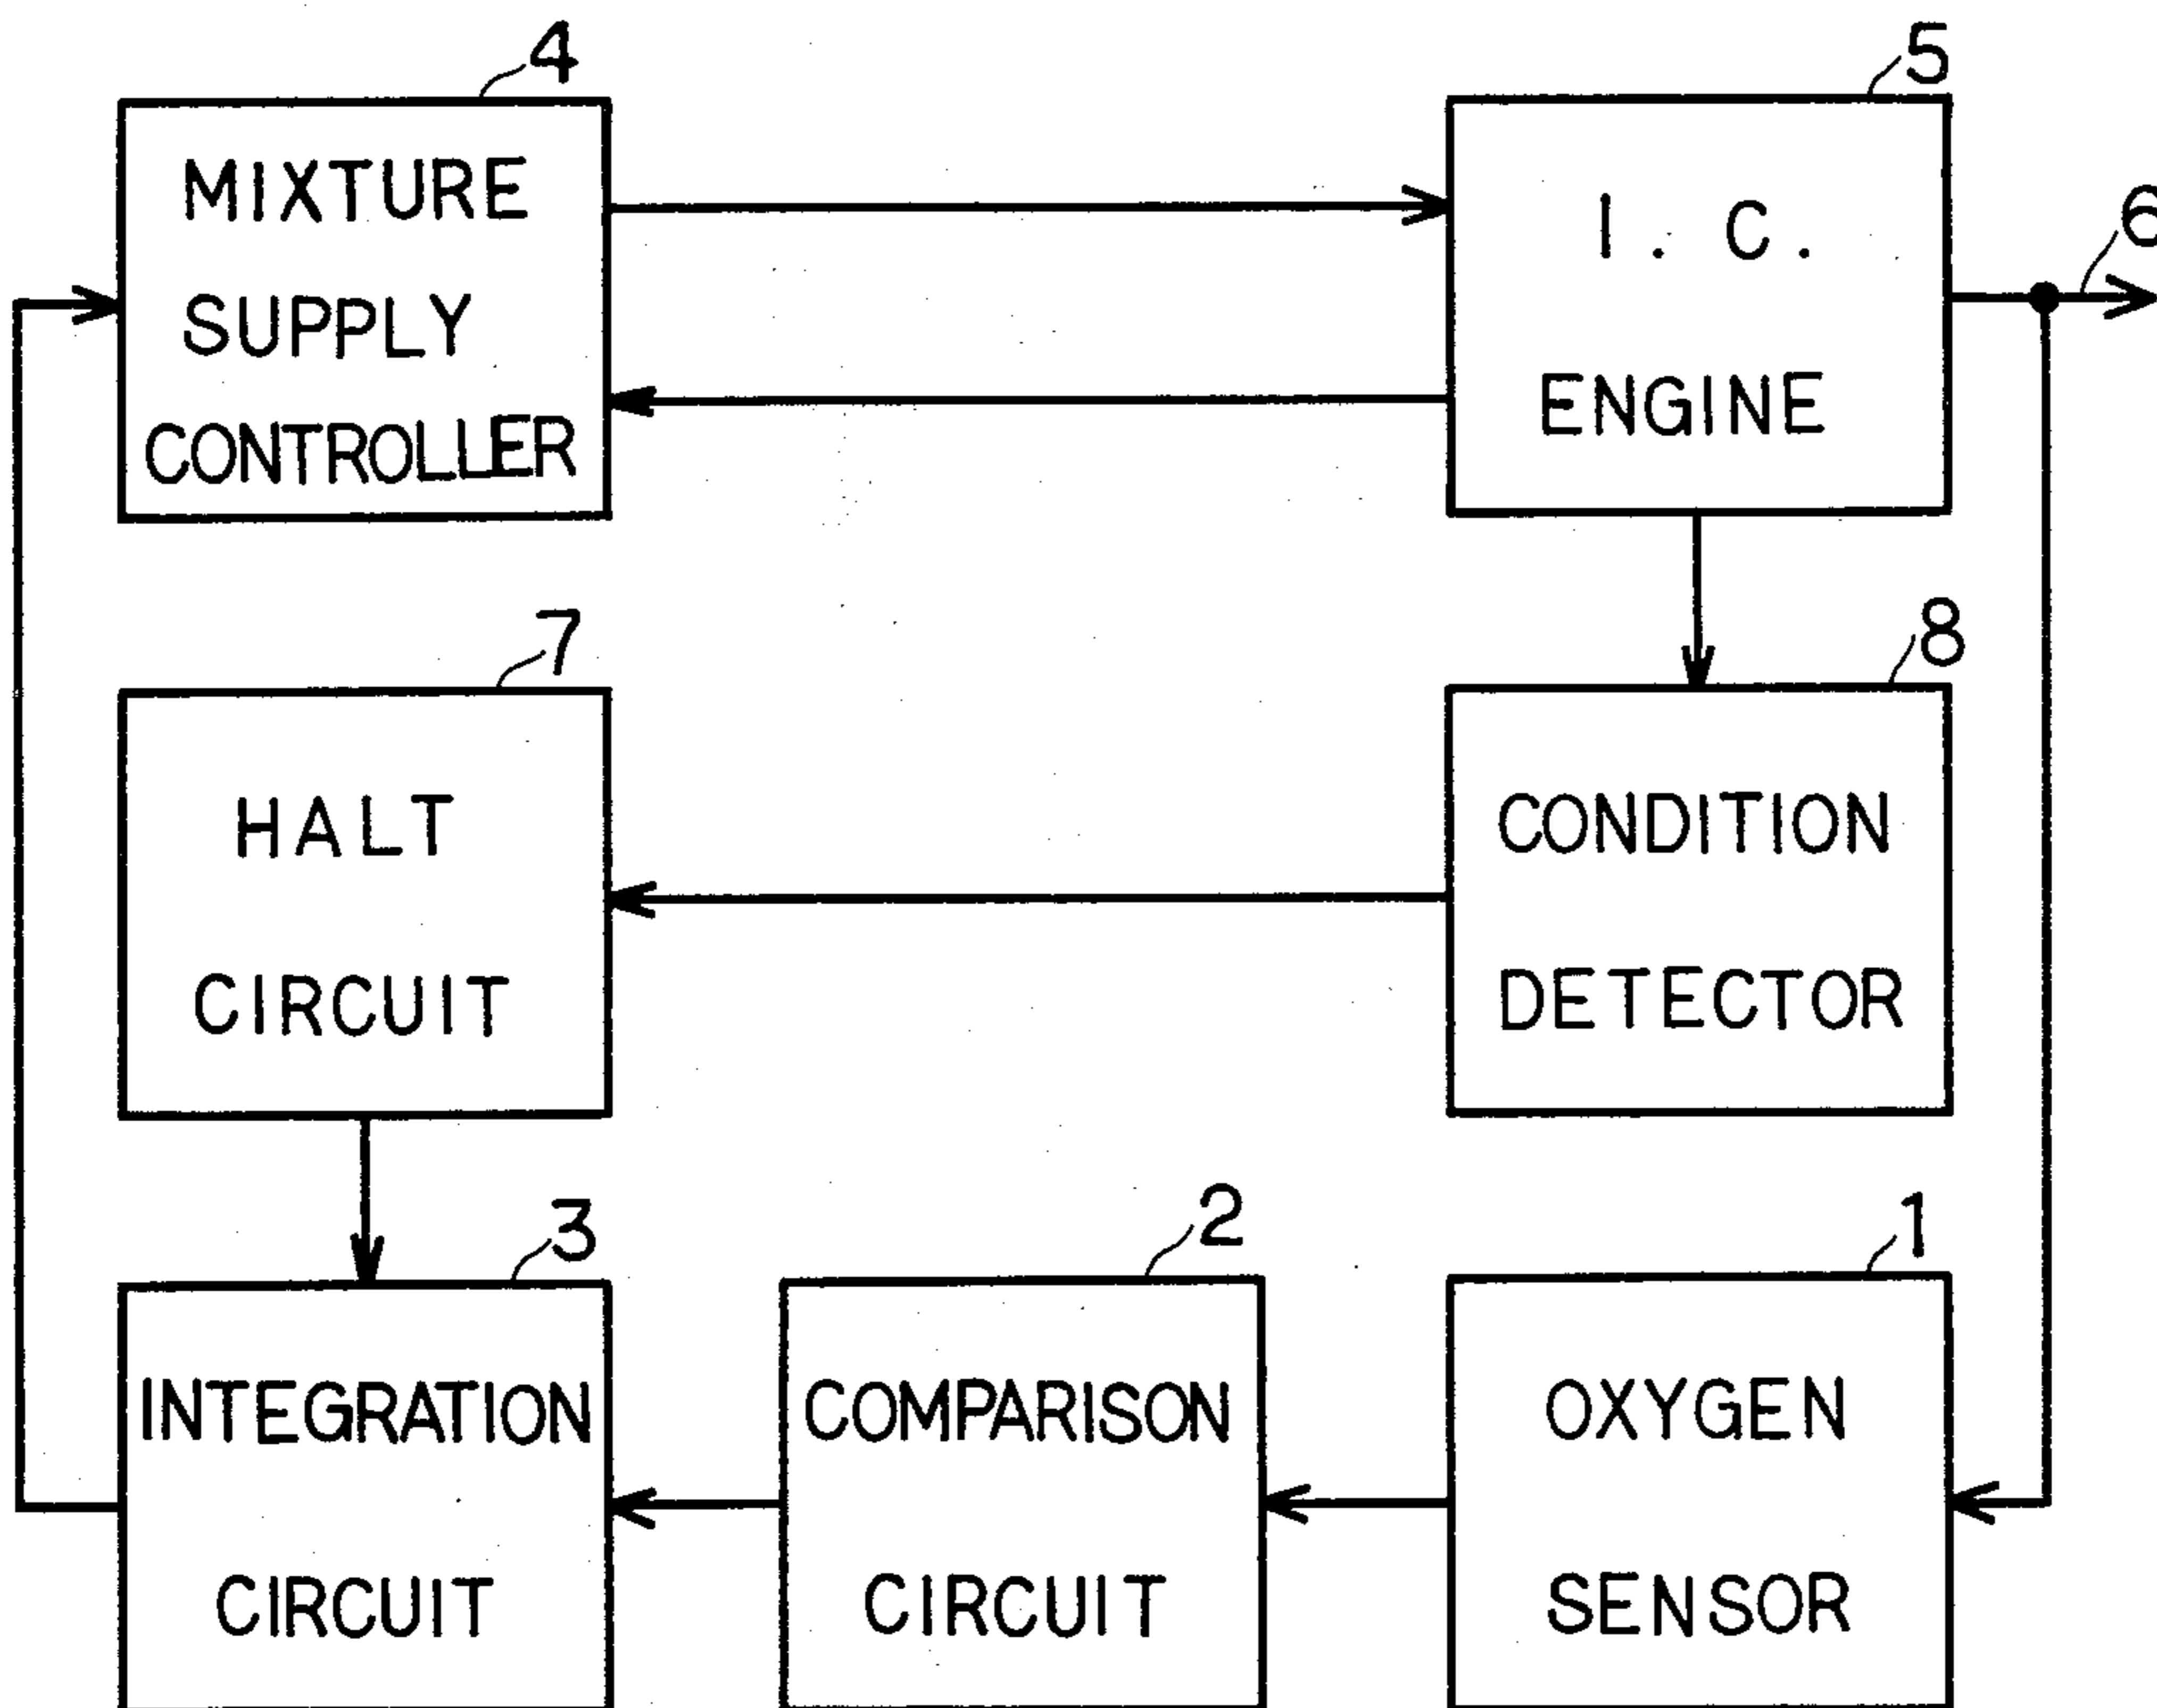 4
MIXTURE
SUPPLY
CONTROLLER
5
I. C.
ENGINE
6
7
HALT
CIRCUIT
8
CONDITION
DETECTOR
3
INTEGRATION
CIRCUIT
2
COMPARISON
CIRCUIT
1
OXYGEN
SENSOR